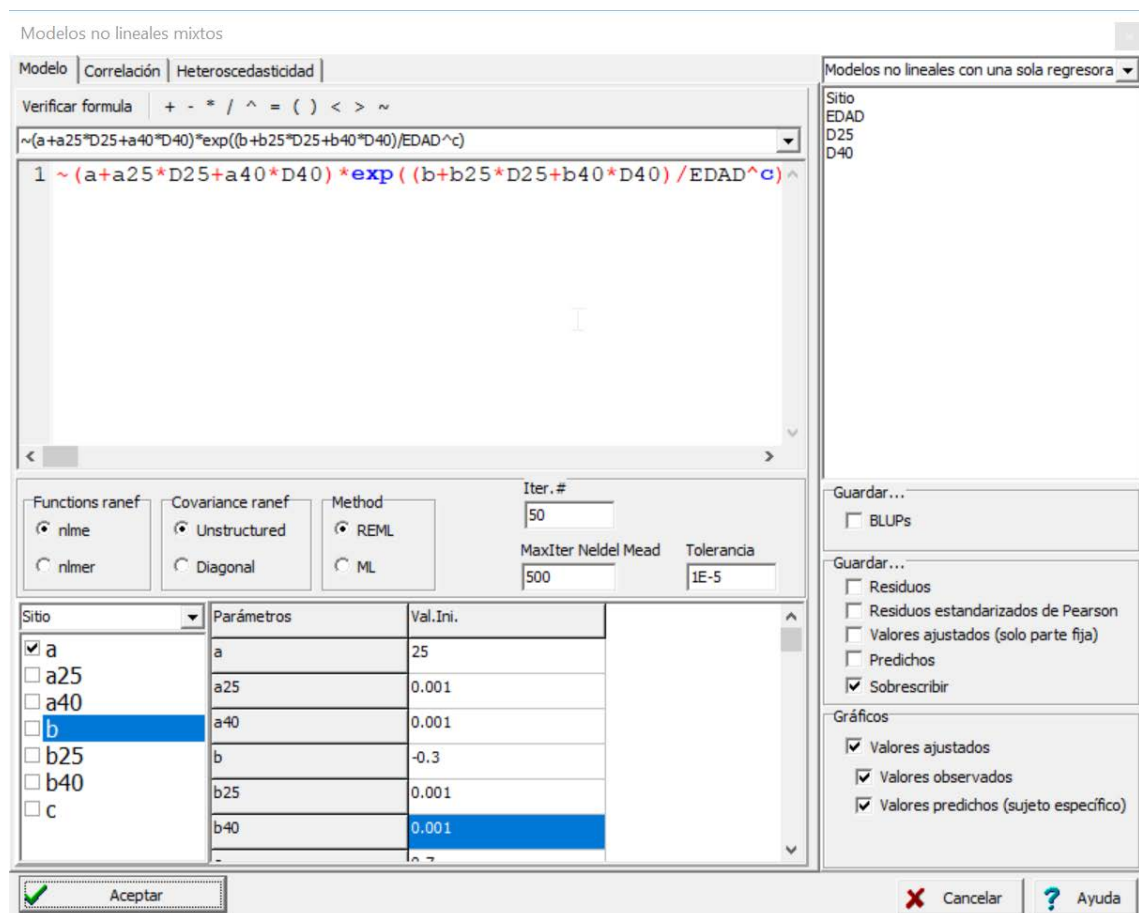 Modelos no lineales mixtos
Modelo Correlación Heteroscedasticidad
Verificar formula + - * / ^ = ( ) < > ~
~(a+a25*D25+a40*D40)*exp((b+b25*D25+b40*D40)/EDAD^c)
1 ~(a+a25*D25+a40*D40)*exp((b+b25*D25+b40*D40)/EDAD^c)
Functions ranef
nlme
nlmer
Covariance ranef
Unstructured
Diagonal
Method
REML
ML
Iter.#
50
MaxIter Neldel Mead
500
Tolerancia
1E-5
Sitio
a
a25
a40
b
b25
b40
c
Parámetros Val.Ini.
a 25
a25 0.001
a40 0.001
b -0.3
b25 0.001
b40 0.001
Modelos no lineales con una sola regresora
Sitio
EDAD
D25
D40
Guardar...
BLUPs
Guardar...
Residuos
Residuos estandarizados de Pearson
Valores ajustados (solo parte fija)
Predichos
Sobrescribir
Gráficos
Valores ajustados
Valores observados
Valores predichos (sujeto específico)
Aceptar
Cancelar
? Ayuda